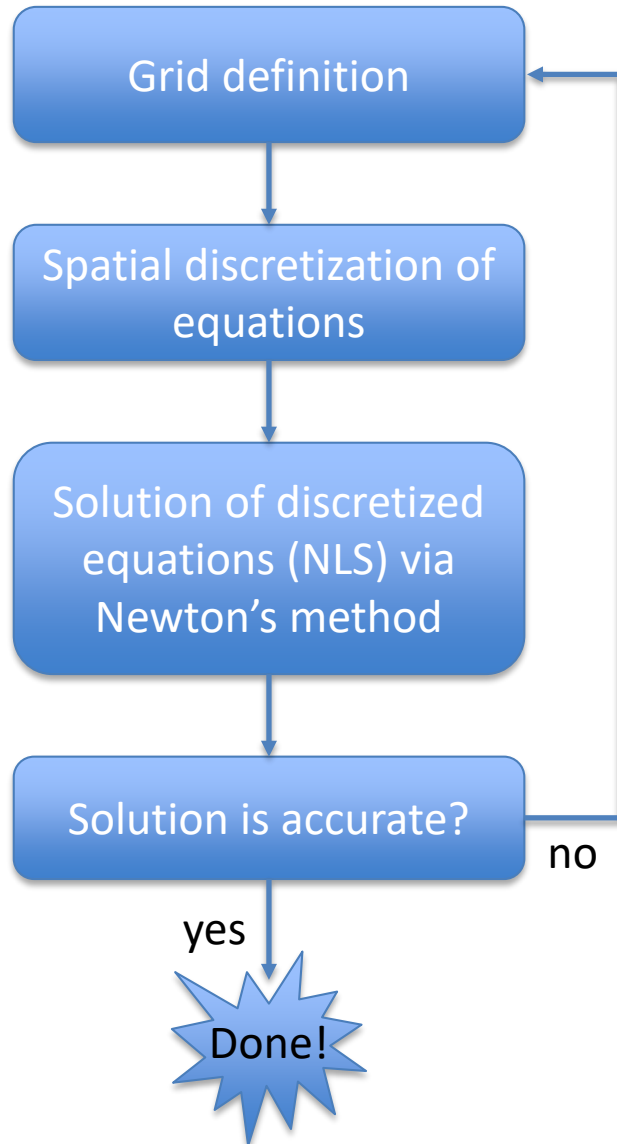 Grid definition
Spatial discretization of
equations
Solution of discretized
equations (NLS) via
Newton’s method
Solution is accurate?
no
yes
Done!